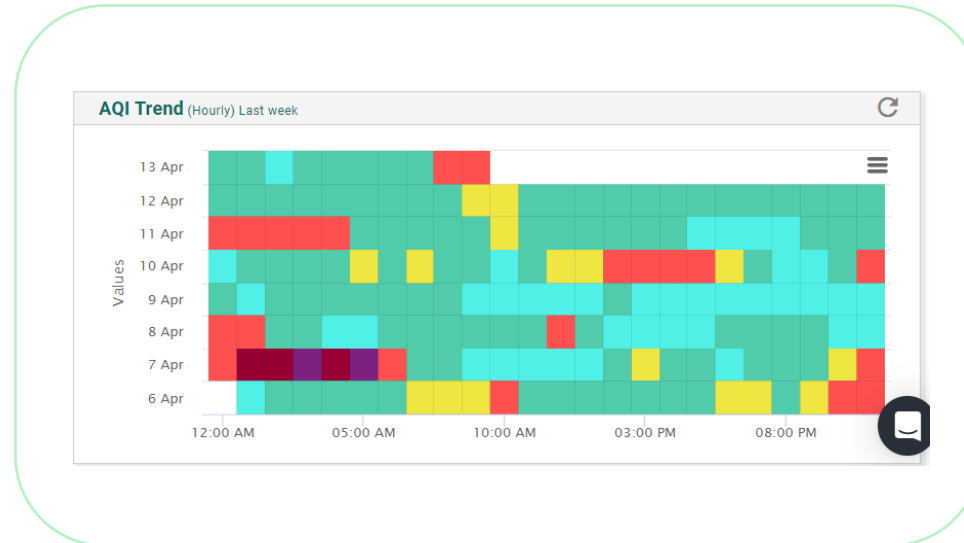 AQI Trend (Hourly) Last week
Values
13 Apr
12 Apr
11 Apr
10 Apr
9 Apr
8 Apr
7 Apr
6 Apr
12:00 AM 05:00 AM 10:00 AM 03:00 PM 08:00 PM